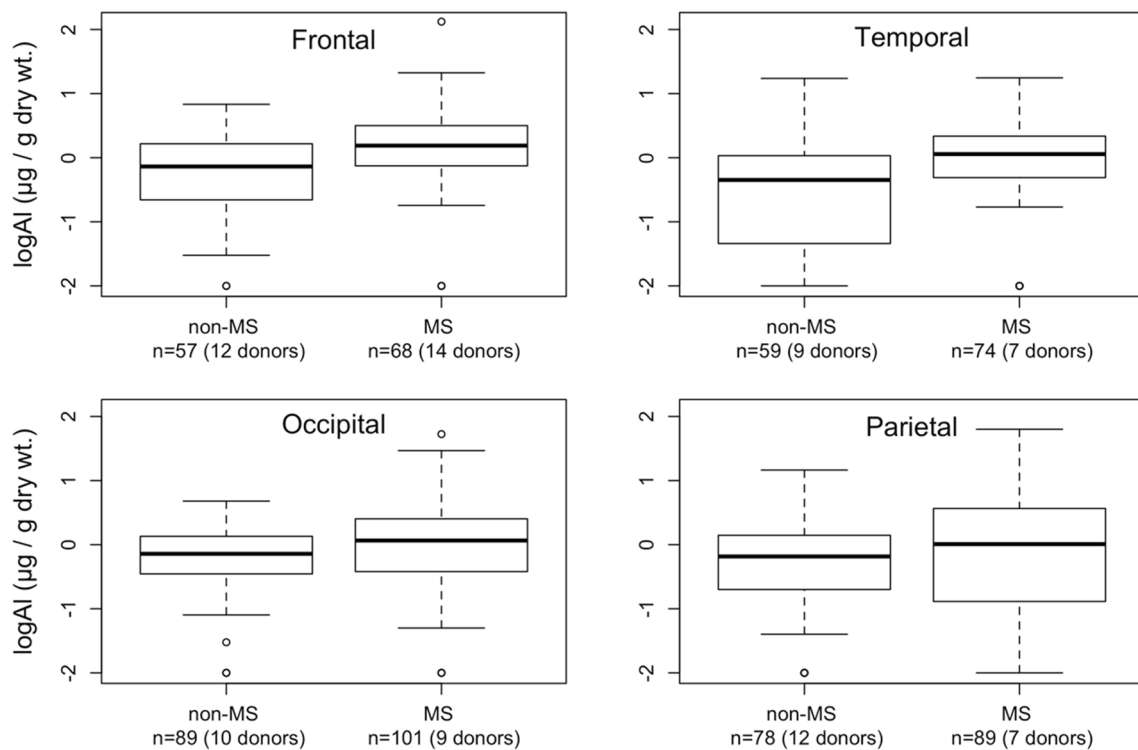 Frontal
logAl (µg / g dry wt.)
2
1
0
-1
-2
non-MS
n=57 (12 donors)
MS
n=68 (14 donors)
Temporal
2
1
0
-1
-2
non-MS
n=59 (9 donors)
MS
n=74 (7 donors)
Occipital
logAl (µg / g dry wt.)
2
1
0
-1
-2
non-MS
n=89 (10 donors)
MS
n=101 (9 donors)
Parietal
2
1
0
-1
-2
non-MS
n=78 (12 donors)
MS
n=89 (7 donors)